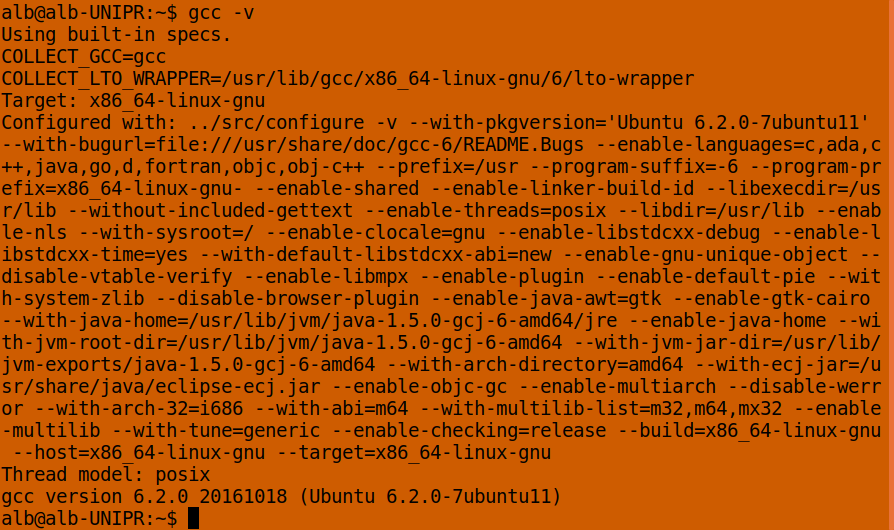 alb@alb-UNIPR:~$ gcc -v
Using built-in specs.
COLLECT_GCC=gcc
COLLECT_LTO_WRAPPER=/usr/lib/gcc/x86_64-linux-gnu/6/lto-wrapper
Target: x86_64-linux-gnu
Configured with: ../src/configure -v --with-pkgversion='Ubuntu 6.2.0-7ubuntu11'
--with-bugurl=file:///usr/share/doc/gcc-6/README.Bugs --enable-languages=c,ada,c
++,java,go,d,fortran,objc,obj-c++ --prefix=/usr --program-suffix=-6 --program-pr
efix=x86_64-linux-gnu- --enable-shared --enable-linker-build-id --libexecdir=/us
r/lib --without-included-gettext --enable-threads=posix --libdir=/usr/lib --enab
le-nls --with-sysroot=/ --enable-clocale=gnu --enable-libstdcxx-debug --enable-l
ibstdcxx-time=yes --with-default-libstdcxx-abi=new --enable-gnu-unique-object --
disable-vtable-verify --enable-libmpx --enable-plugin --enable-default-pie --wit
h-system-zlib --disable-browser-plugin --enable-java-awt=gtk --enable-gtk-cairo
--with-java-home=/usr/lib/jvm/java-1.5.0-gcj-6-amd64/jre --enable-java-home --wi
th-jvm-root-dir=/usr/lib/jvm/java-1.5.0-gcj-6-amd64 --with-jvm-jar-dir=/usr/lib/
jvm-exports/java-1.5.0-gcj-6-amd64 --with-arch-directory=amd64 --with-ecj-jar=/u
sr/share/java/eclipse-ecj.jar --enable-objc-gc --enable-multiarch --disable-werr
or --with-arch-32=i686 --with-abi=m64 --with-multilib-list=m32,m64,mx32 --enable
-multilib --with-tune=generic --enable-checking=release --build=x86_64-linux-gnu
 --host=x86_64-linux-gnu --target=x86_64-linux-gnu
Thread model: posix
gcc version 6.2.0 20161018 (Ubuntu 6.2.0-7ubuntu11)
alb@alb-UNIPR:~$